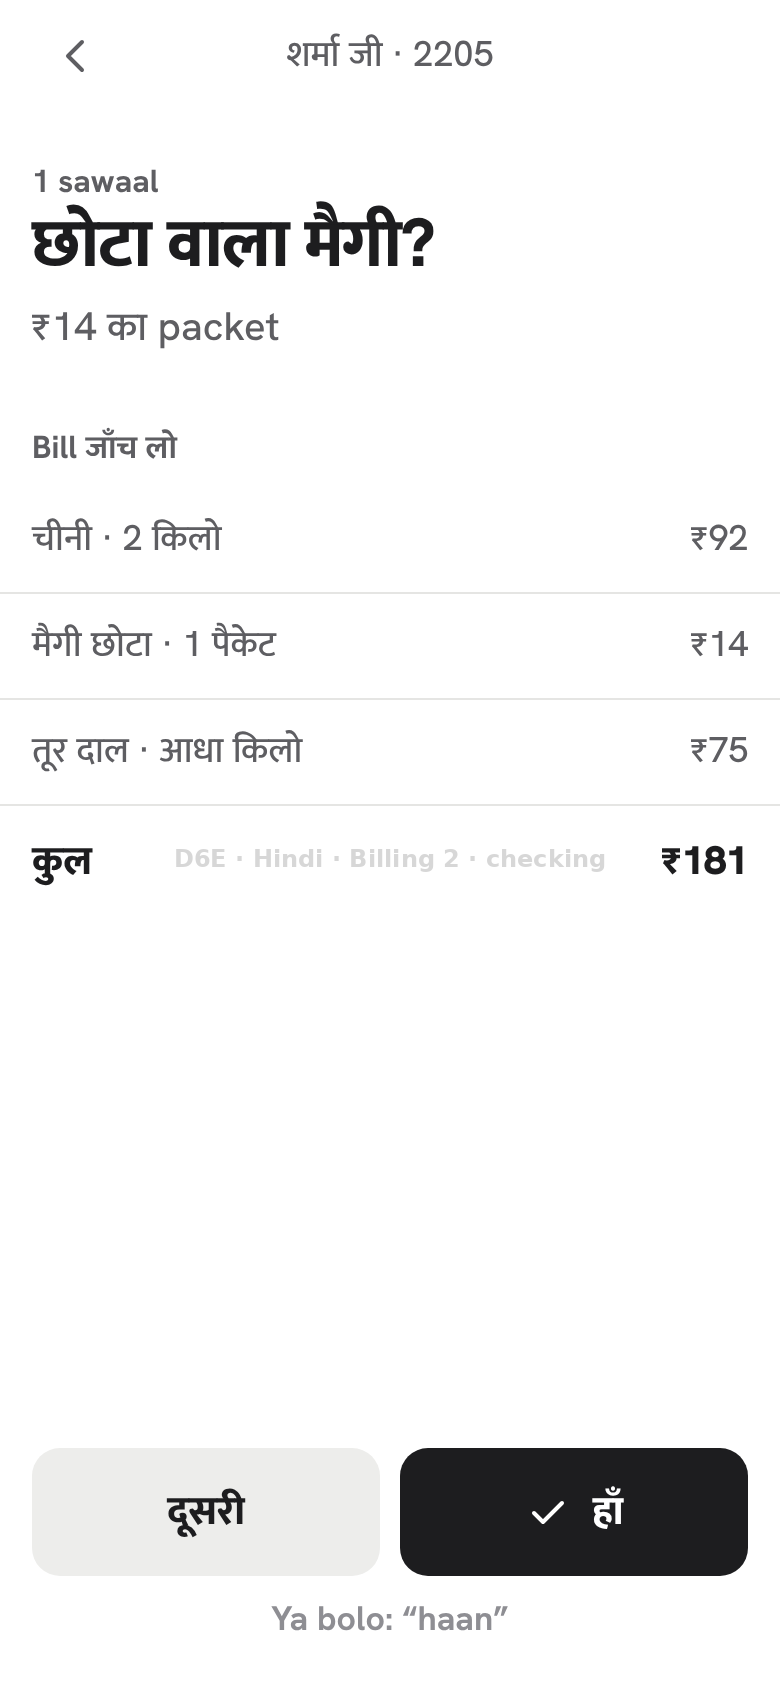 शर्मा जी · 2205
1 sawaal
छोटा वाला मैगी?
₹14 का packet
Bill जाँच लो
चीनी · 2 किलो ₹92
मैगी छोटा · 1 पैकेट ₹14
तूर दाल · आधा किलो ₹75
कुल D6E · Hindi · Billing 2 · checking ₹181
दूसरी ✓ हाँ
Ya bolo: “haan”